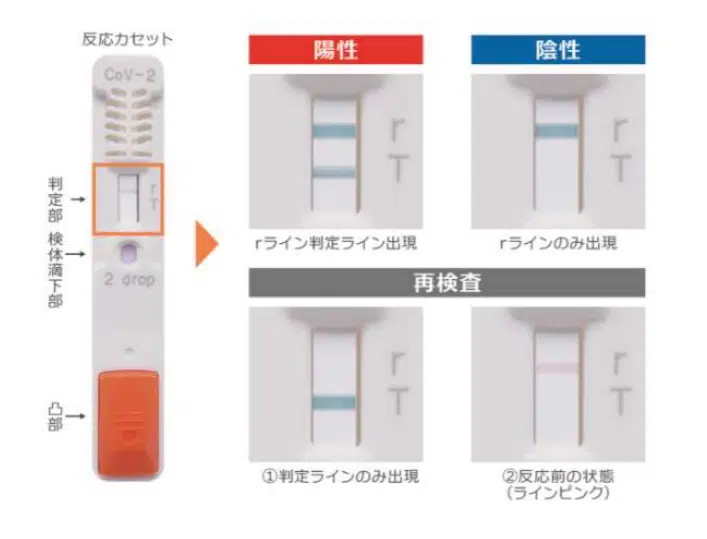 反応カセット
CoV-2
r
T
判定部
検体滴下部
2 drop
凸部
陽性
r
T
rライン判定ライン出現
陰性
r
T
rラインのみ出現
再検査
r
T
①判定ラインのみ出現
r
T
②反応前の状態
(ラインピンク)